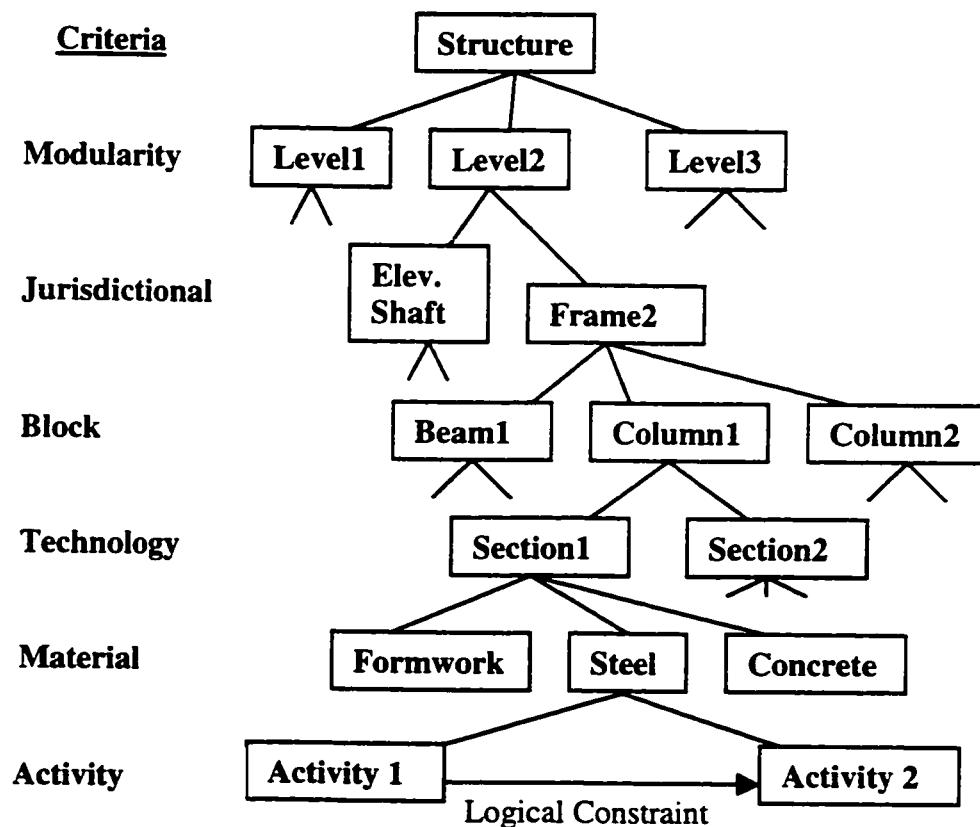 Criteria
Structure
Modularity
Level1
Level2
Level3
Jurisdictional
Elev.
Shaft
Frame2
Block
Beam1
Column1
Column2
Technology
Section1
Section2
Material
Formwork
Steel
Concrete
Activity
Activity 1
Activity 2
Logical Constraint